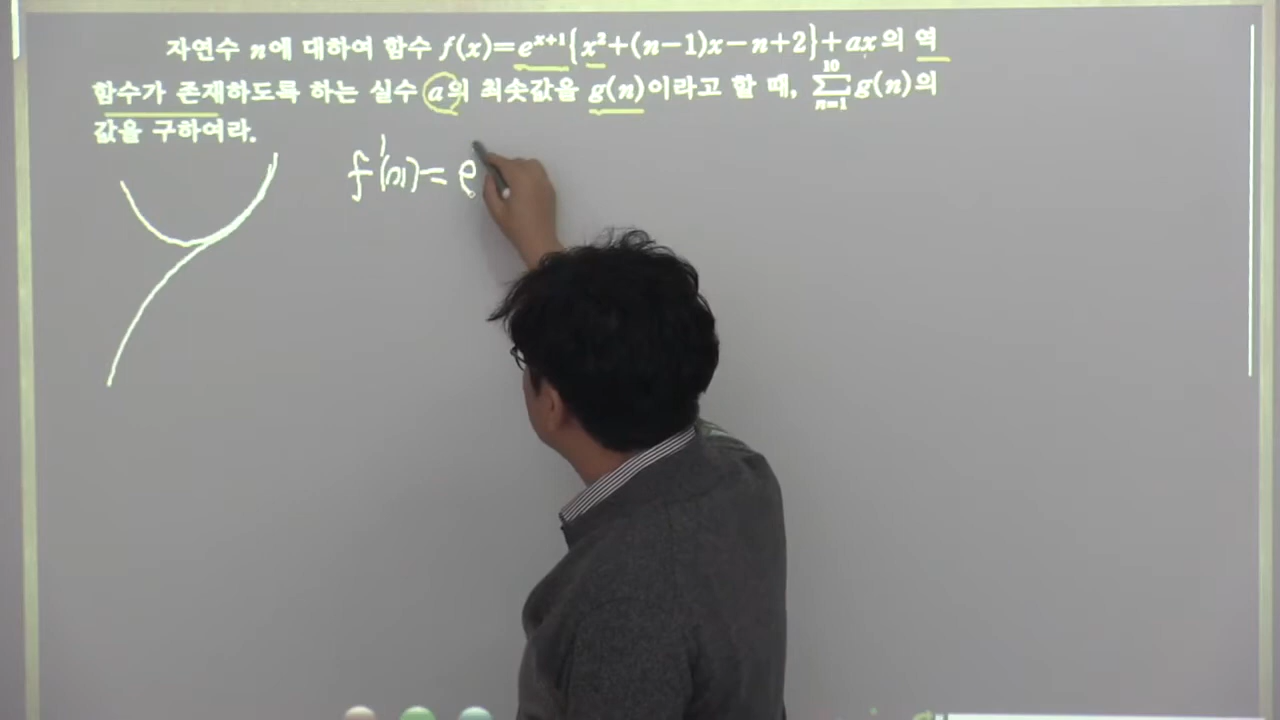 자연수 n에 대하여 함수 f(x)=e^{x+1}{x²+(n-1)x-n+2}+ax의 역
함수가 존재하도록 하는 실수 a의 최솟값을 g(n)이라고 할 때, \sum_{n=1}^{10} g(n)의
값을 구하여라.
f'(x)=e